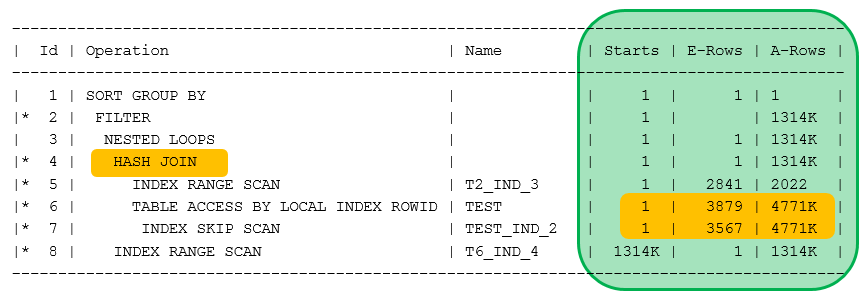 ---------------------------------------------------------------------------------------------
|   Id | Operation                              | Name         | Starts | E-Rows | A-Rows |
---------------------------------------------------------------------------------------------
|    1 | SORT GROUP BY                          |              |     1  |      1 | 1      |
|*   2 |  FILTER                                |              |     1  |        | 1314K  |
|    3 |   NESTED LOOPS                         |              |     1  |      1 | 1314K  |
|*   4 |    HASH JOIN                           |              |     1  |      1 | 1314K  |
|*   5 |      INDEX RANGE SCAN                  | T2_IND_3     |     1  |   2841 | 2022   |
|*   6 |      TABLE ACCESS BY LOCAL INDEX ROWID | TEST         |     1  |   3879 | 4771K  |
|*   7 |       INDEX SKIP SCAN                  | TEST_IND_2   |     1  |   3567 | 4771K  |
|*   8 |    INDEX RANGE SCAN                    | T6_IND_4     |  1314K |      1 | 1314K  |
---------------------------------------------------------------------------------------------